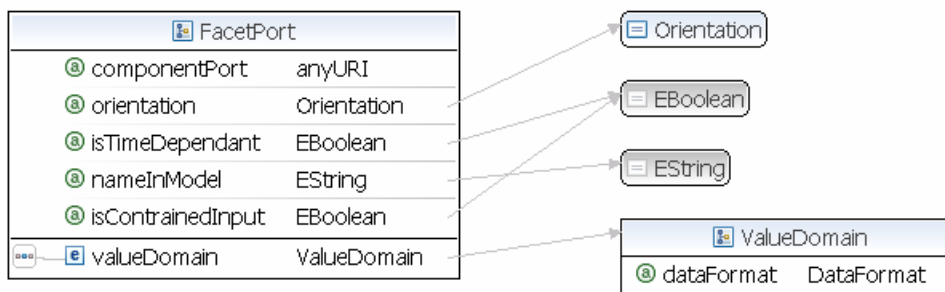 FacetPort
componentPort anyURI
orientation Orientation
isTimeDependant EBoolean
nameInModel EString
isContrainedInput EBoolean
valueDomain ValueDomain
Orientation
EBoolean
EString
ValueDomain
dataFormat DataFormat